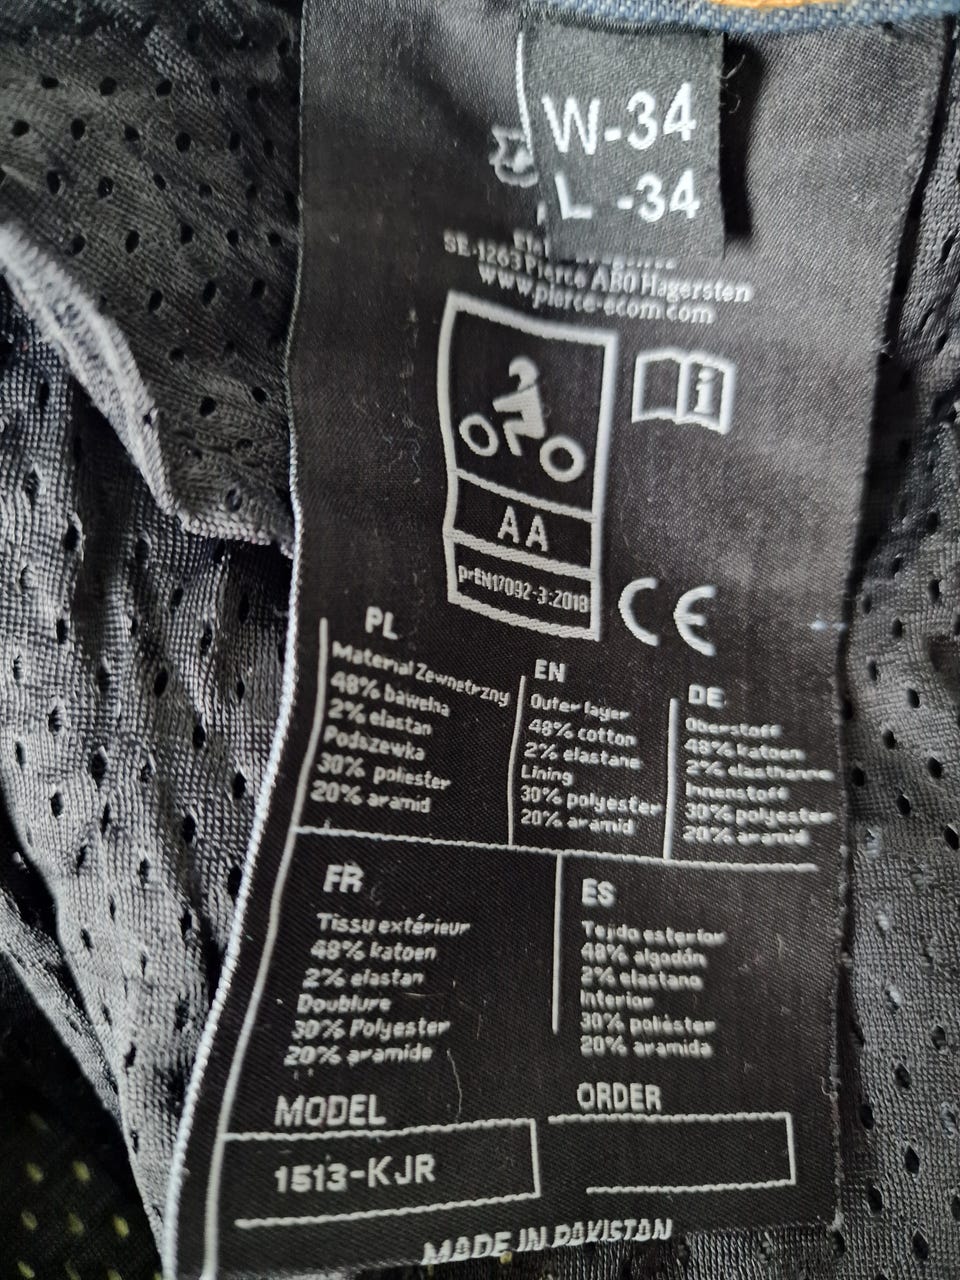 W-34
L-34
SE-1263 Pierce AB0 Hagersten
www.pierce-ecom.com
i
AA
prEN17092-3:2018
CE
PL
Material Zewnetrzny
48% bawełna
2% elastan
Podszewka
30% poliester
20% aramid
EN
Outer layer
48% cotton
2% elastane
Lining
30% polyester
20% aramid
DE
Oberstoff
48% katoen
2% elasthanne
Innenstoff
30% polyester
20% aramid
FR
Tissu extérieur
48% katoen
2% elastan
Doublure
30% Polyester
20% aramide
ES
Tejido esterior
48% algodón
2% elastano
Interior
30% poliéster
20% aramida
MODEL
1513-KJR
ORDER
MADE IN PAKISTAN